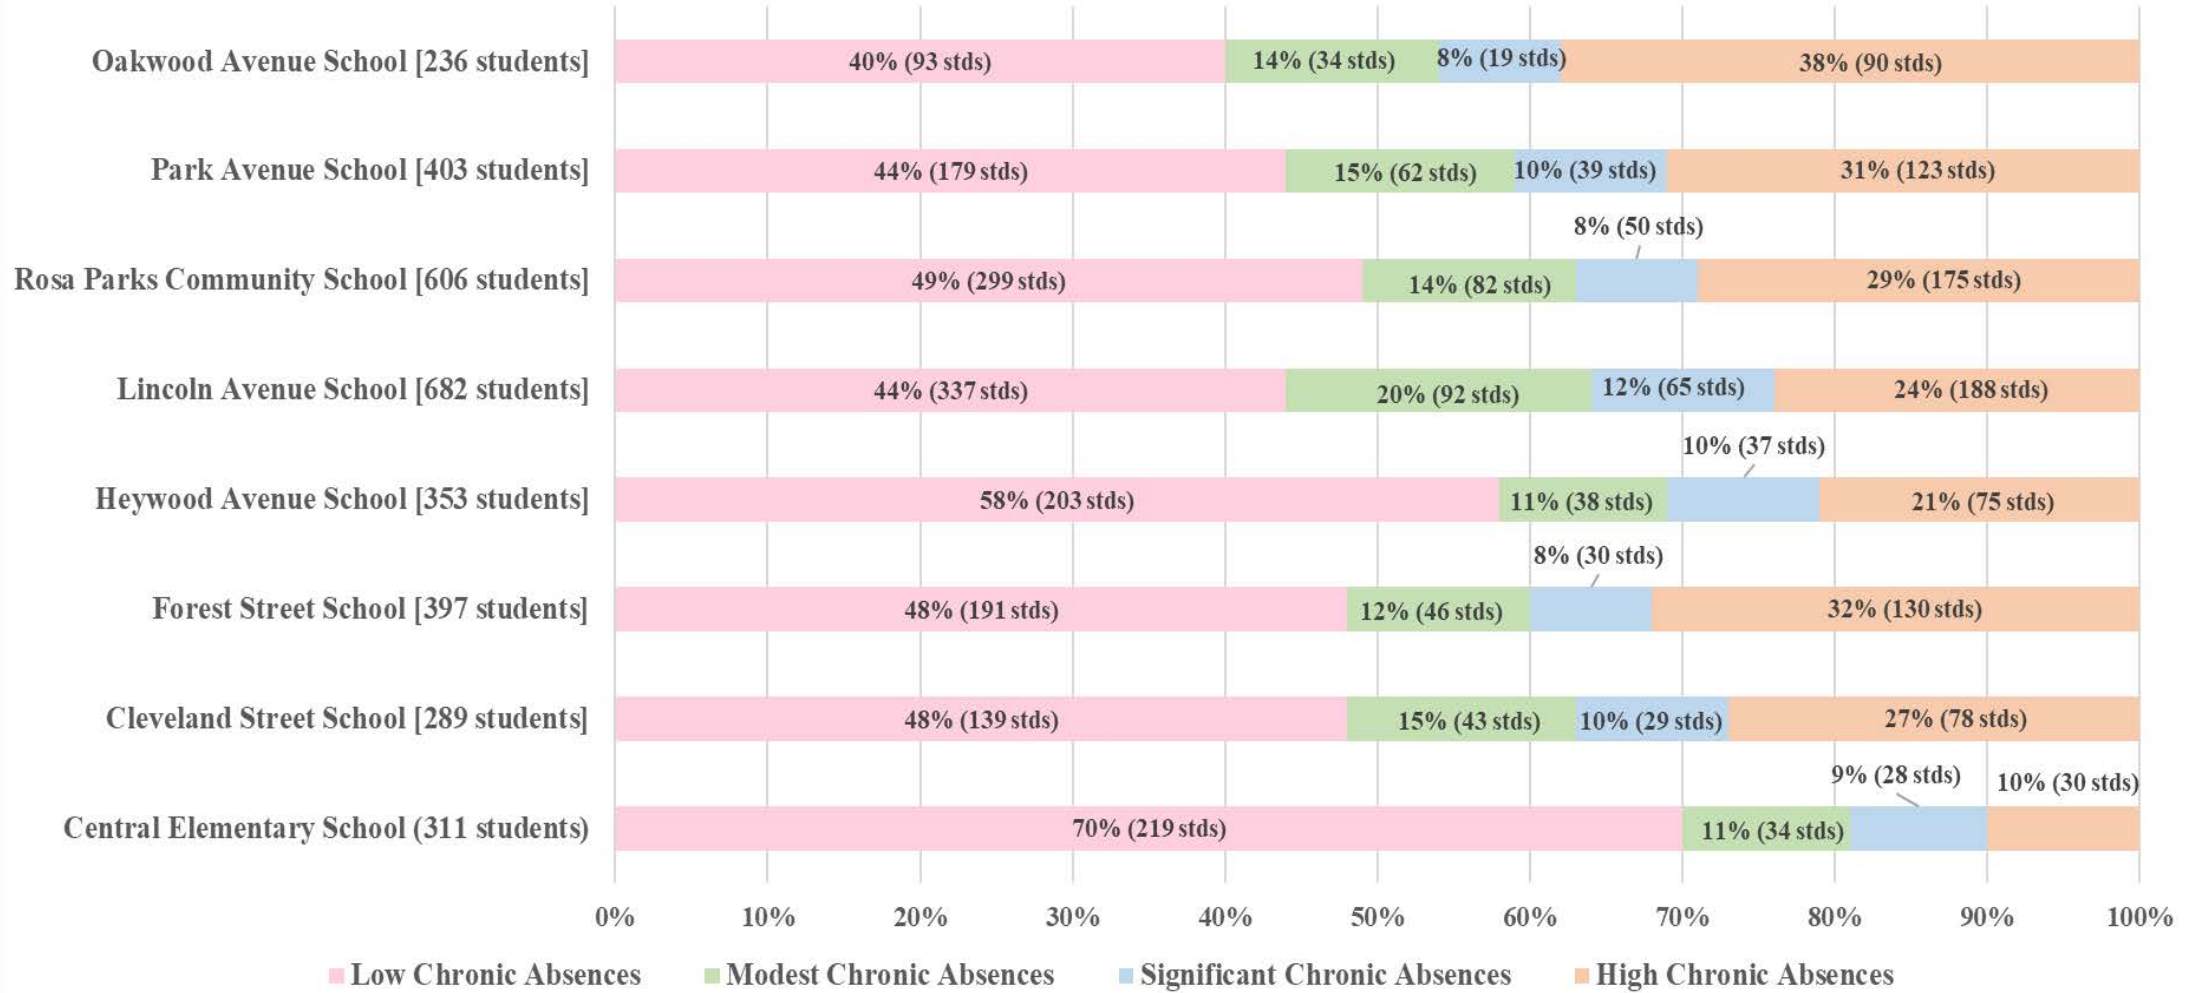 Oakwood Avenue School [236 students]
40% (93 stds)
14% (34 stds)
8% (19 stds)
38% (90 stds)
Park Avenue School [403 students]
44% (179 stds)
15% (62 stds)
10% (39 stds)
31% (123 stds)
8% (50 stds)
Rosa Parks Community School [606 students]
49% (299 stds)
14% (82 stds)
29% (175 stds)
Lincoln Avenue School [682 students]
44% (337 stds)
20% (92 stds)
12% (65 stds)
24% (188 stds)
10% (37 stds)
Heywood Avenue School [353 students]
58% (203 stds)
11% (38 stds)
21% (75 stds)
8% (30 stds)
Forest Street School [397 students]
48% (191 stds)
12% (46 stds)
32% (130 stds)
Cleveland Street School [289 students]
48% (139 stds)
15% (43 stds)
10% (29 stds)
27% (78 stds)
9% (28 stds)
10% (30 stds)
Central Elementary School (311 students)
70% (219 stds)
11% (34 stds)
0% 10% 20% 30% 40% 50% 60% 70% 80% 90% 100%
Low Chronic Absences Modest Chronic Absences Significant Chronic Absences High Chronic Absences